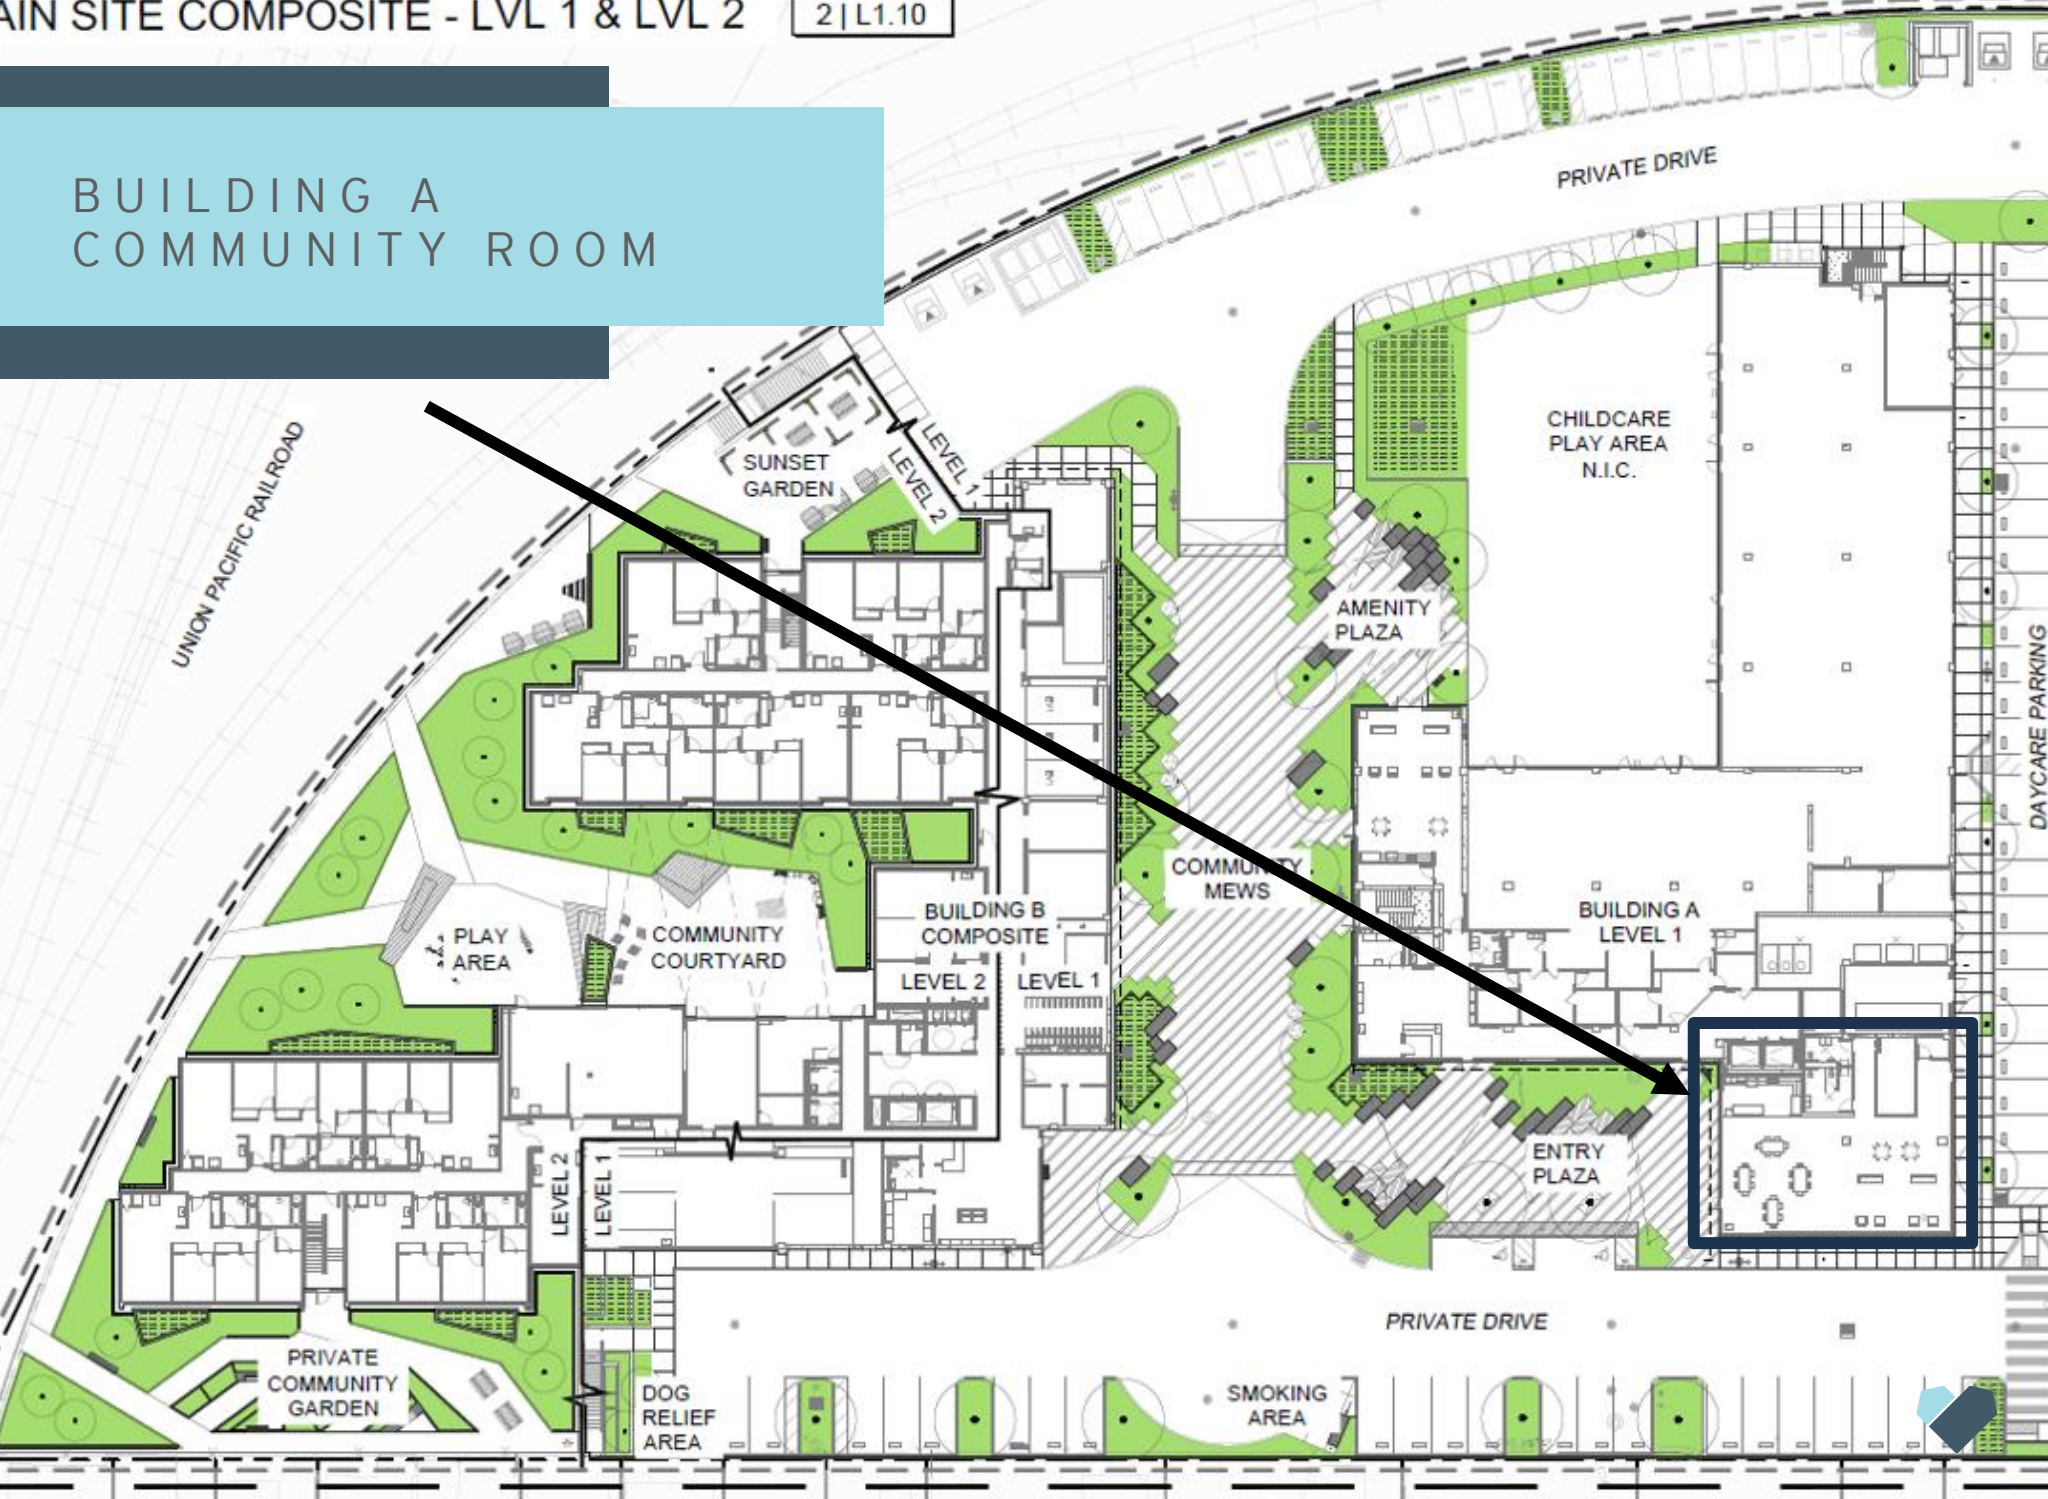 AIN SITE COMPOSITE - LVL 1 & LVL 2
2 | L1.10
BUILDING A
COMMUNITY ROOM
PRIVATE DRIVE
UNION PACIFIC RAILROAD
SUNSET
GARDEN
LEVEL 1
LEVEL 2
CHILDCARE
PLAY AREA
N.I.C.
AMENITY
PLAZA
DAYCARE PARKING
COMMUNITY
MEWS
BUILDING B
COMPOSITE
LEVEL 2
LEVEL 1
BUILDING A
LEVEL 1
PLAY
AREA
COMMUNITY
COURTYARD
ENTRY
PLAZA
LEVEL 2
LEVEL 1
PRIVATE DRIVE
PRIVATE
COMMUNITY
GARDEN
DOG
RELIEF
AREA
SMOKING
AREA